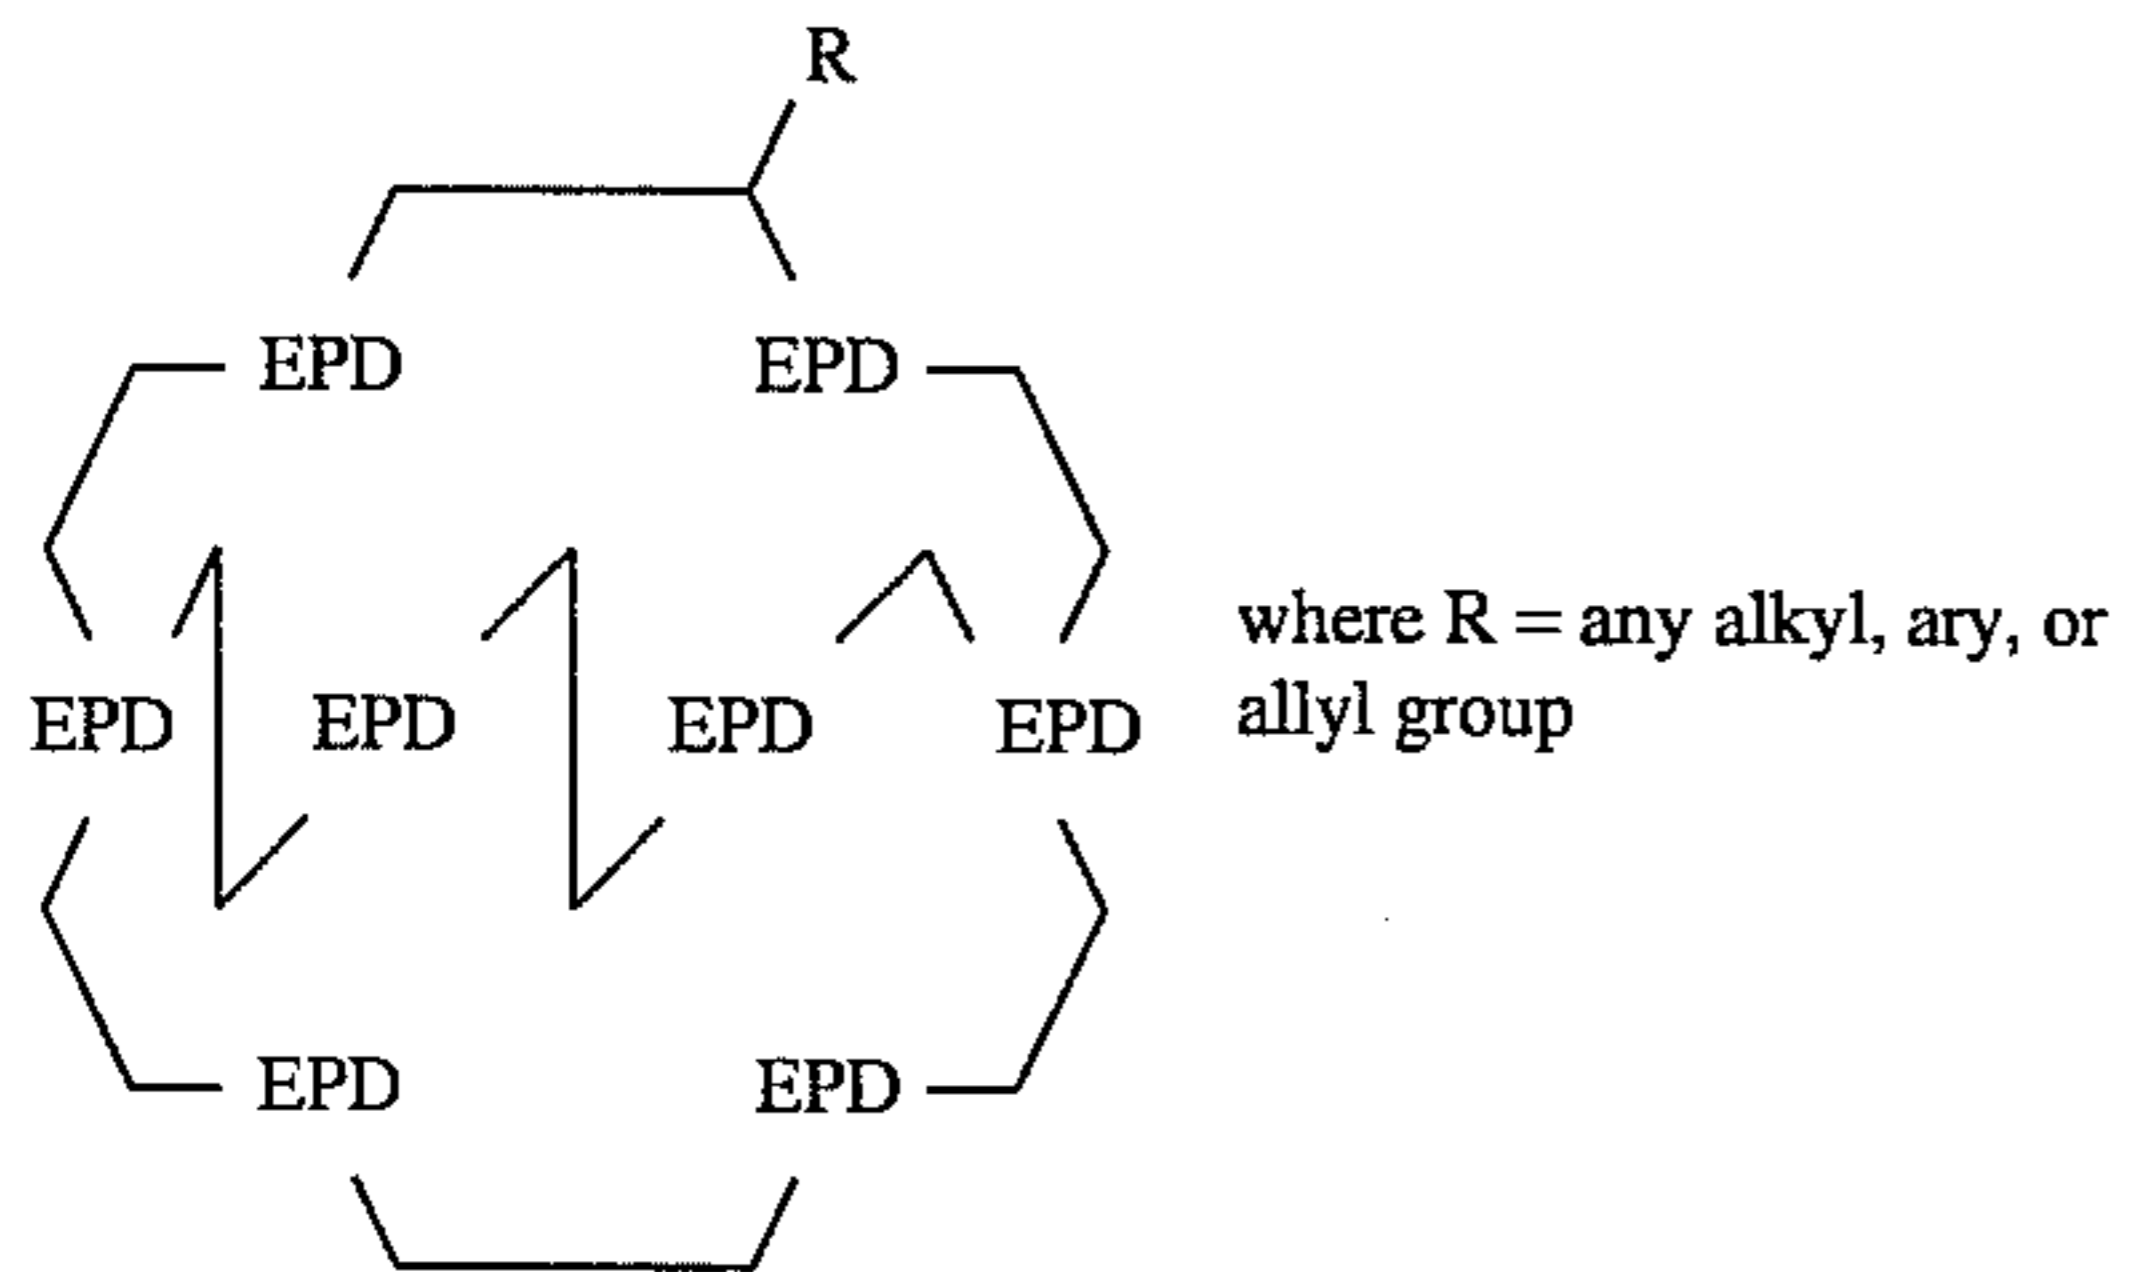 R
EPD EPD
where R = any alkyl, ary, or
EPD EPD EPD EPD
allyl group
EPD EPD